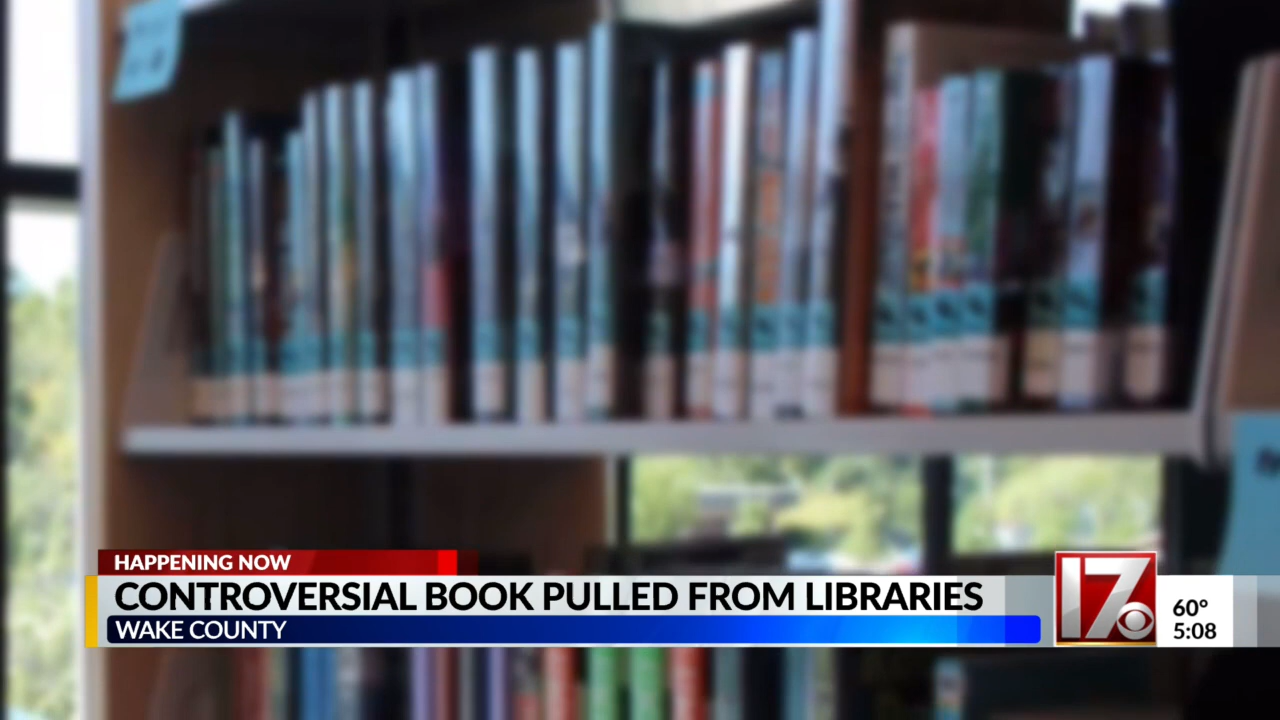 HAPPENING NOW
CONTROVERSIAL BOOK PULLED FROM LIBRARIES
WAKE COUNTY
17
60°
5:08